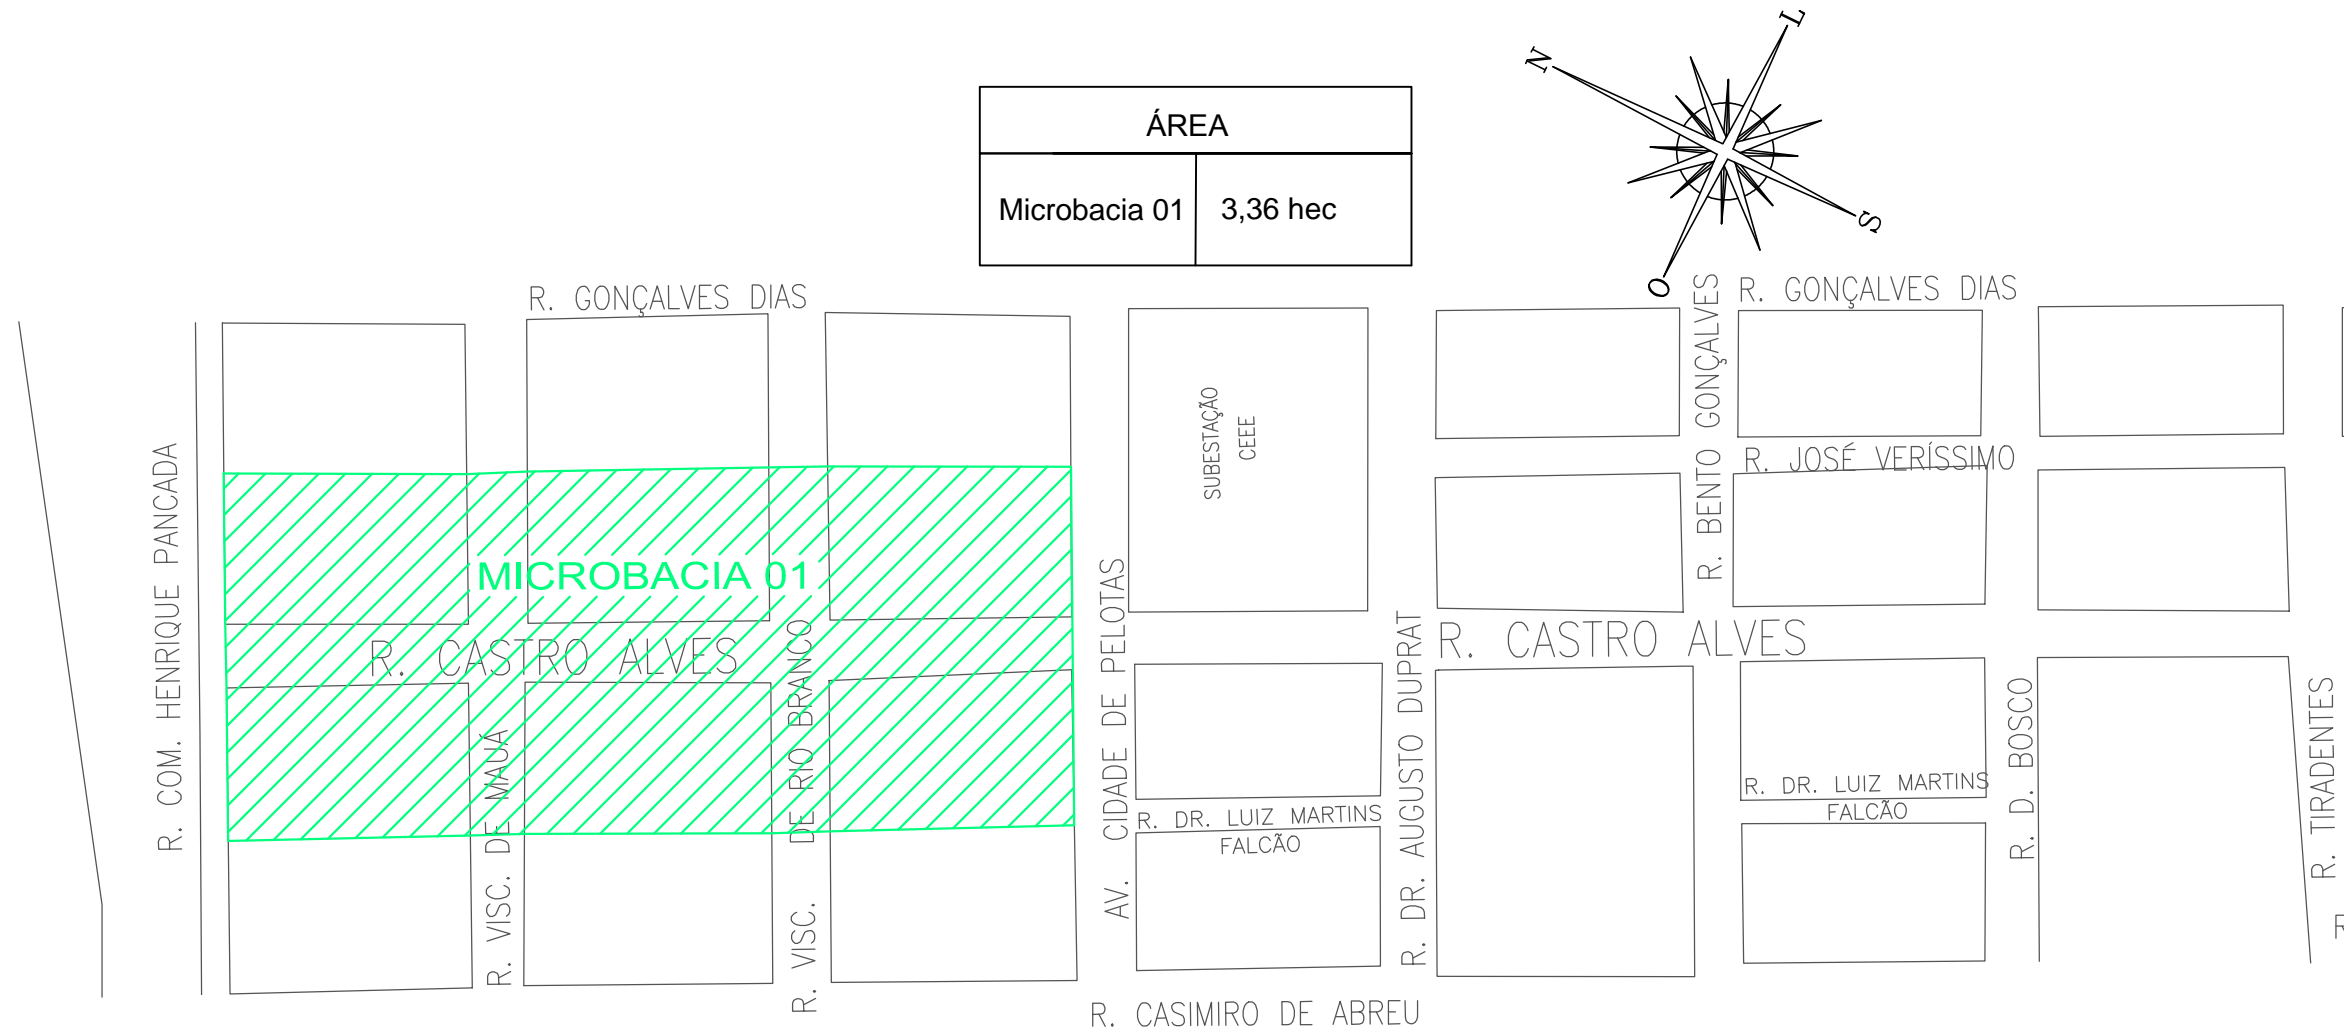 L
N
ÁREA
Microbacia 01
3,36 hec
S
O
R. GONÇALVES DIAS
R. GONÇALVES DIAS
R. COM. HENRIQUE PANCADA
R. VISC. DE MAUÁ
R. VISC. DE RIO BRANCO
MICROBACIA 01
R. CASTRO ALVES
AV. CIDADE DE PELOTAS
SUBESTAÇÃO
CEEE
R. DR. AUGUSTO DUPRAT
R. BENTO GONÇALVES
R. JOSÉ VERÍSSIMO
R. CASTRO ALVES
R. DR. LUIZ MARTINS
FALCÃO
R. DR. LUIZ MARTINS
FALCÃO
R. D. BOSCO
R. TIRADENTES
R. CASIMIRO DE ABREU